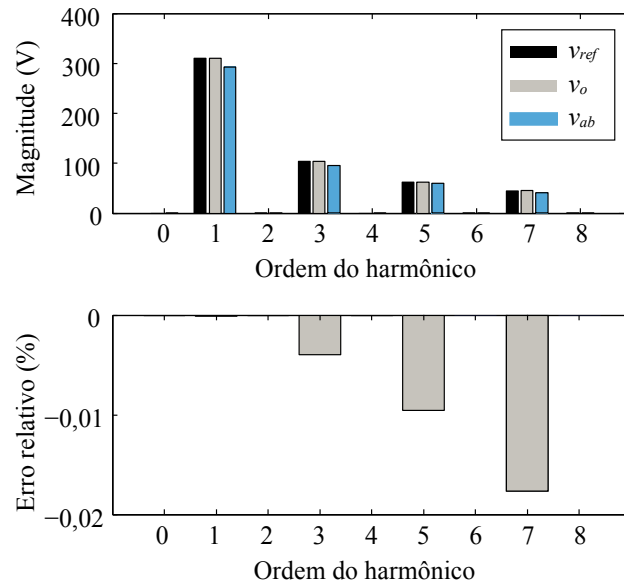 400
300
200
100
0
Magnitude (V)
v_ref
v_o
v_ab
0 1 2 3 4 5 6 7 8
Ordem do harmônico
0
−0,01
−0,02
Erro relativo (%)
0 1 2 3 4 5 6 7 8
Ordem do harmônico